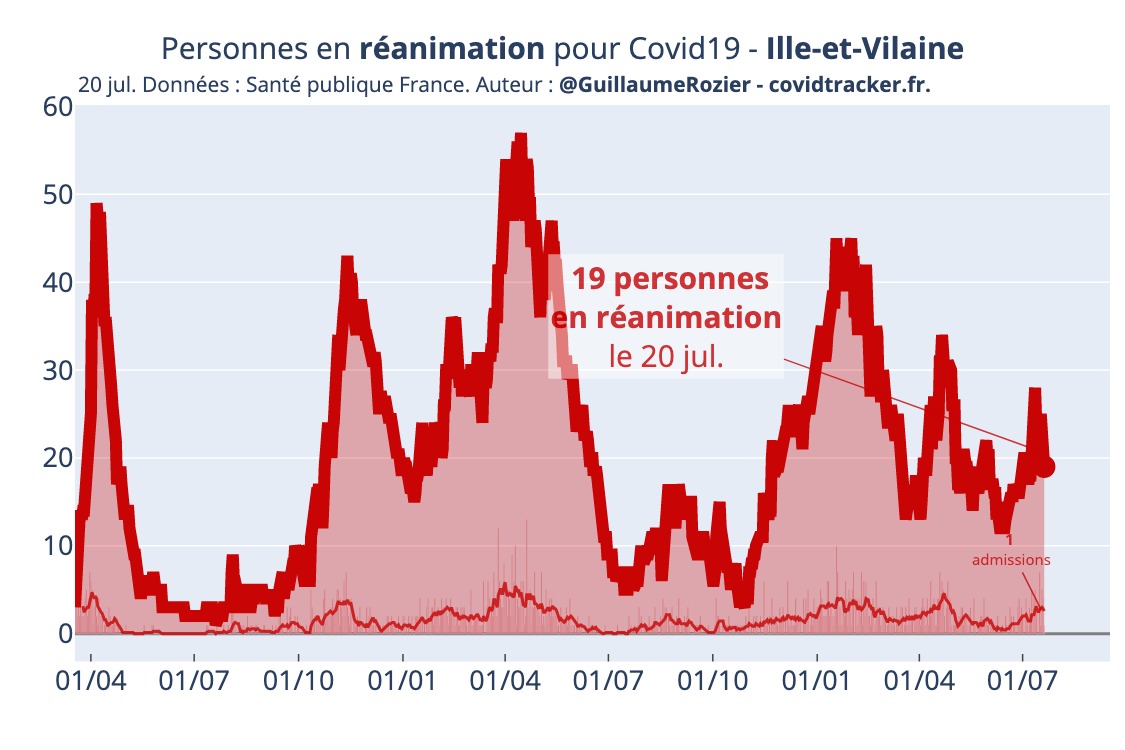 Personnes en réanimation pour Covid19 - Ille-et-Vilaine
20 jul. Données : Santé publique France. Auteur : @GuillaumeRozier - covidtracker.fr.
60
50
40
30
20
10
0
19 personnes
en réanimation
le 20 jul.
1
admissions
01/04 01/07 01/10 01/01 01/04 01/07 01/10 01/01 01/04 01/07